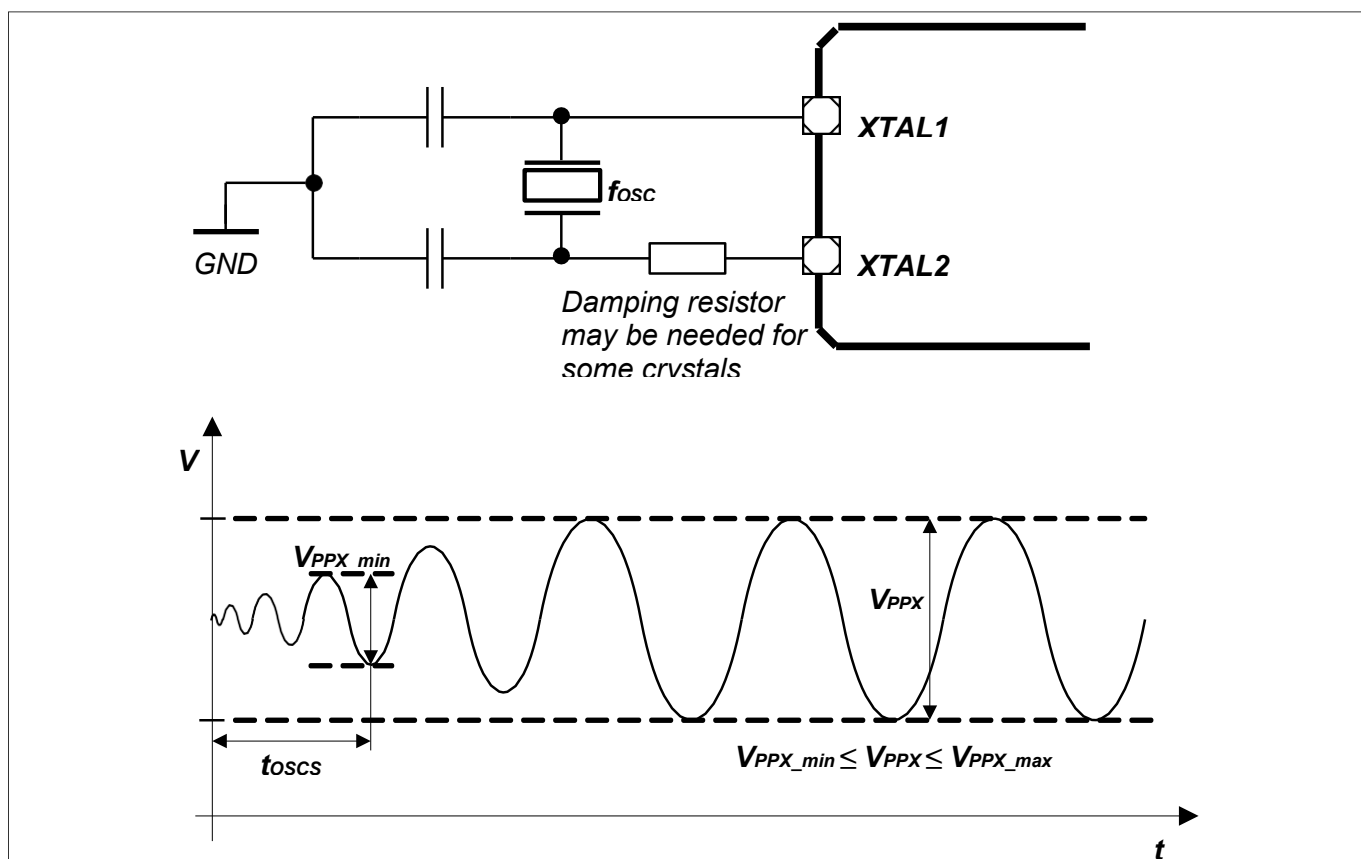 XTAL1
fosc
XTAL2
GND
Damping resistor
may be needed for
some crystals
V
VPPX_min
VPPX
toscs
VPPX_min ≤ VPPX ≤ VPPX_max
t